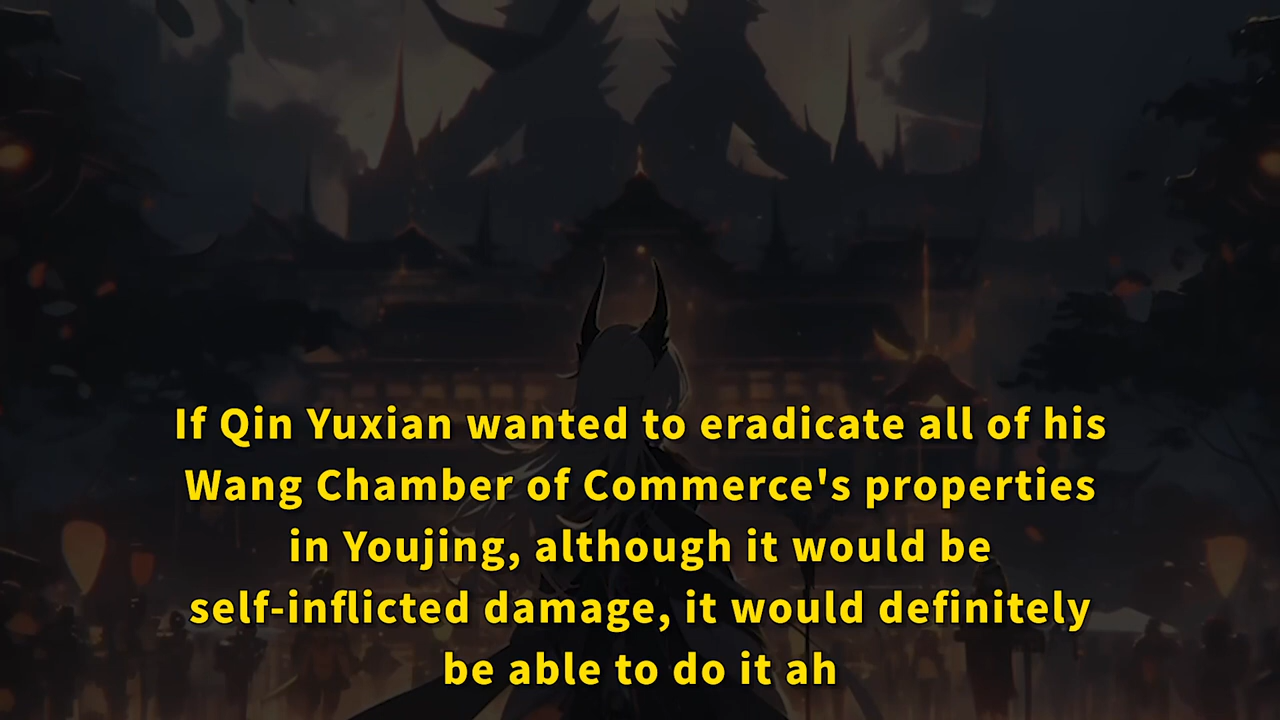 If Qin Yuxian wanted to eradicate all of his
Wang Chamber of Commerce's properties
in Youjing, although it would be
self-inflicted damage, it would definitely
be able to do it ah